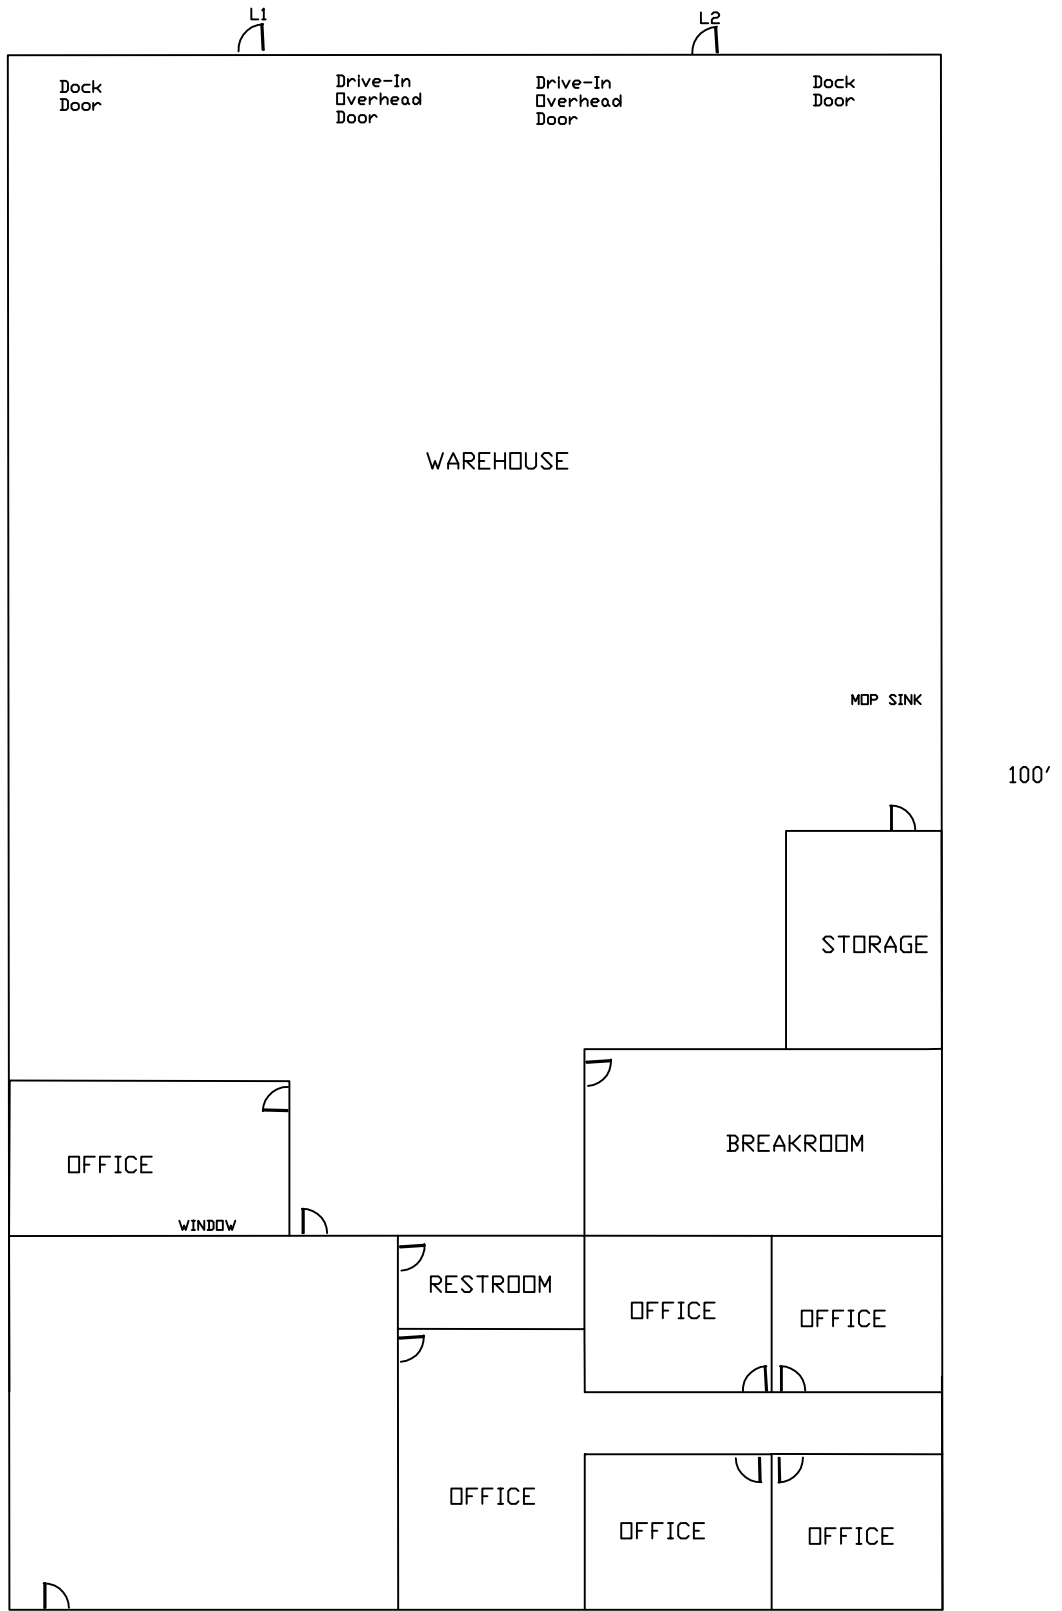 L1
L2
Dock
Door
Drive-In
Overhead
Door
Drive-In
Overhead
Door
Dock
Door
WAREHOUSE
MOP SINK
100'
STORAGE
BREAKROOM
OFFICE
WINDOW
RESTROOM
OFFICE
OFFICE
OFFICE
OFFICE
OFFICE